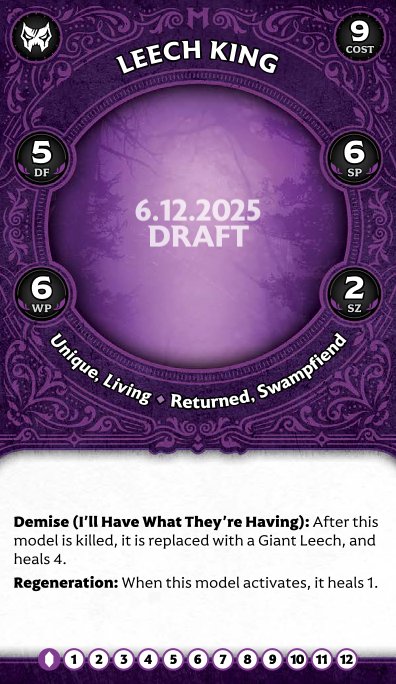 LEECH KING
9
COST
5
DF
6
SP
6.12.2025
DRAFT
6
WP
2
SZ
Unique, Living ◆ Returned, Swampfiend
Demise (I'll Have What They're Having): After this
model is killed, it is replaced with a Giant Leech, and
heals 4.
Regeneration: When this model activates, it heals 1.
1 2 3 4 5 6 7 8 9 10 11 12